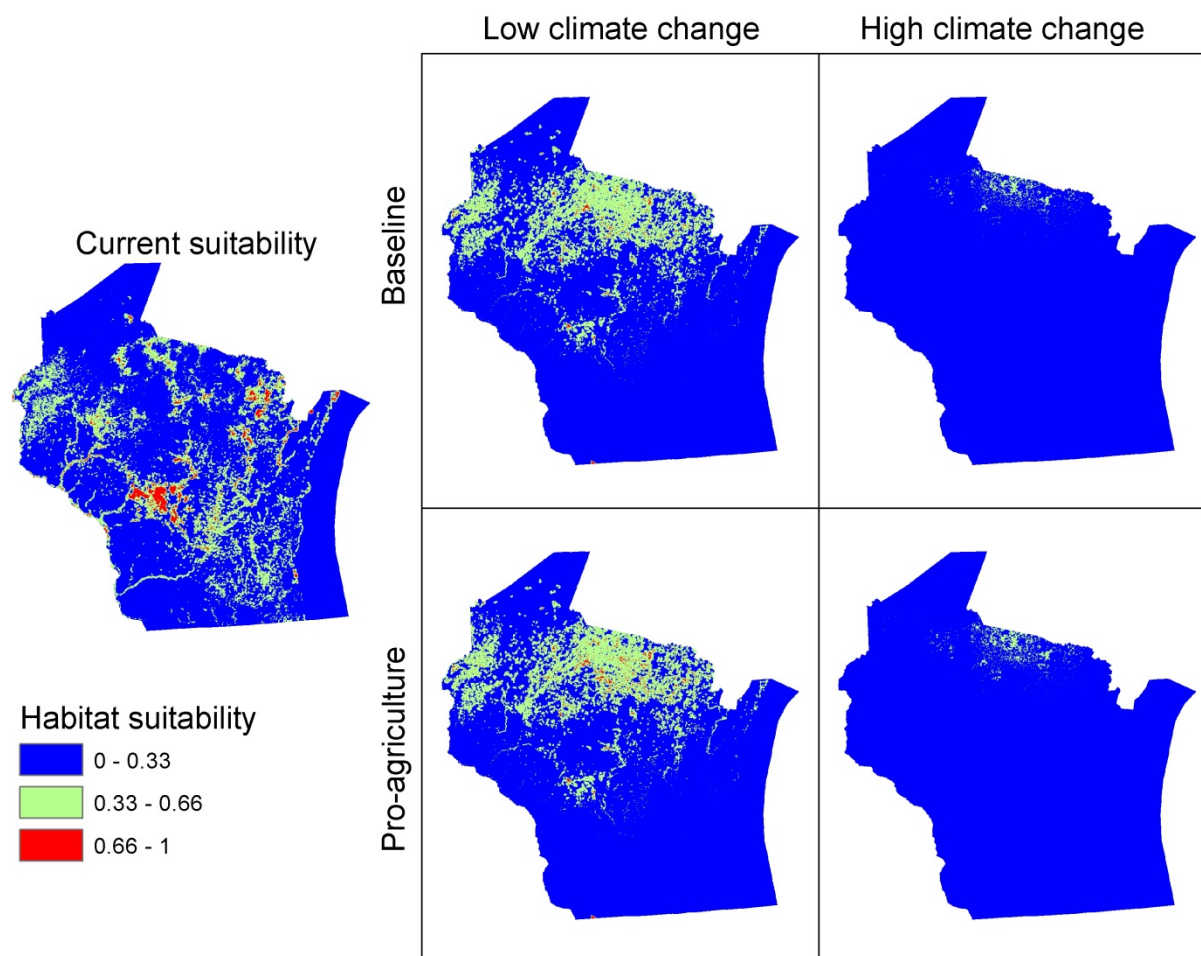 Low climate change
High climate change
Baseline
Current suitability
Pro-agriculture
Habitat suitability
0 - 0.33
0.33 - 0.66
0.66 - 1